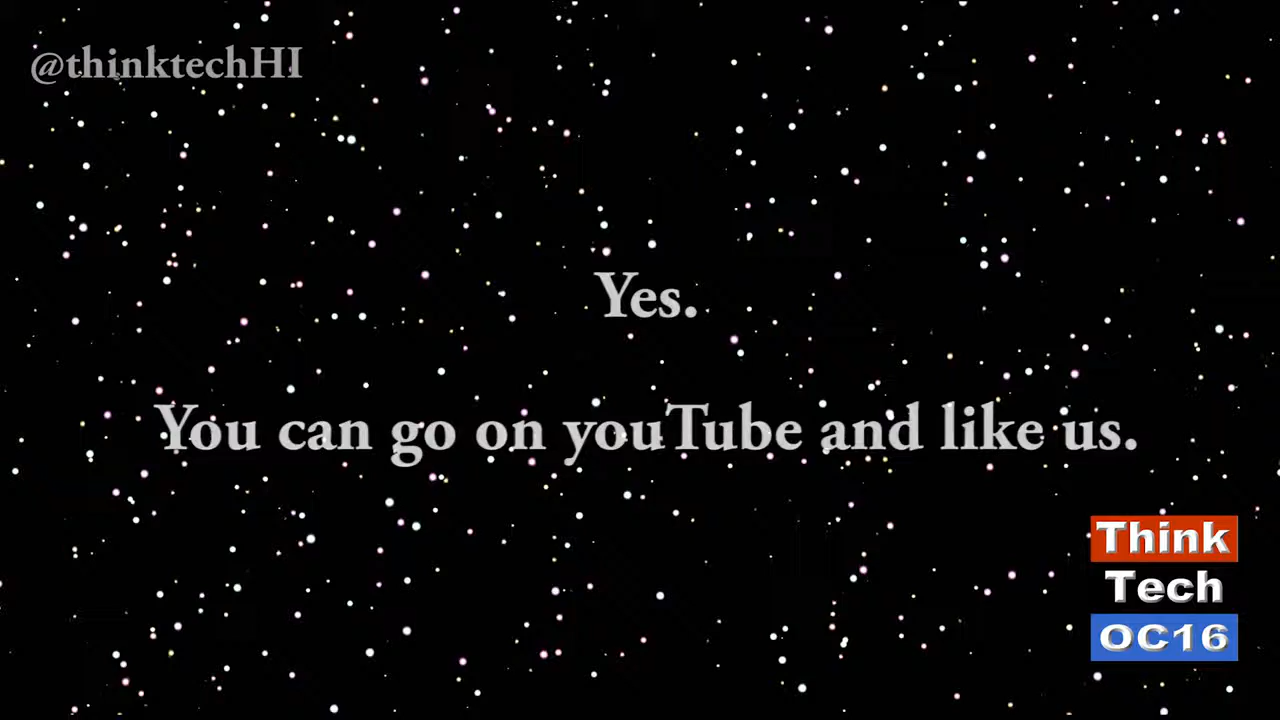 @thinktechHI
Yes.
You can go on youTube and like us.
Think
Tech
OC16